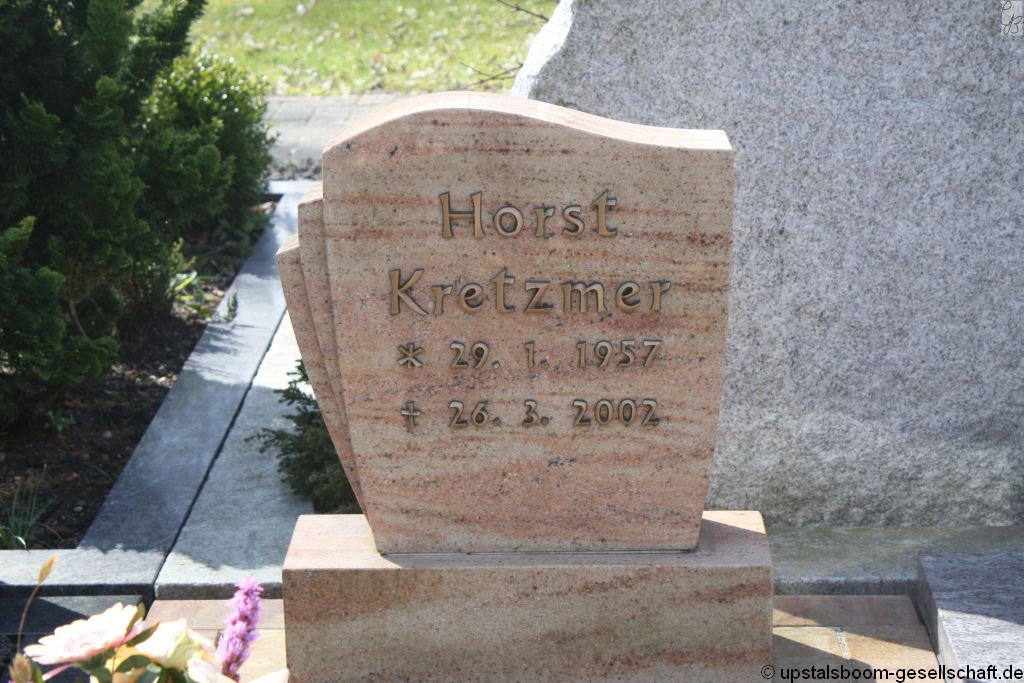 Horst
Kretzmer
* 29. 1. 1957
† 26. 3. 2002
© upstalsboom-gesellschaft.de